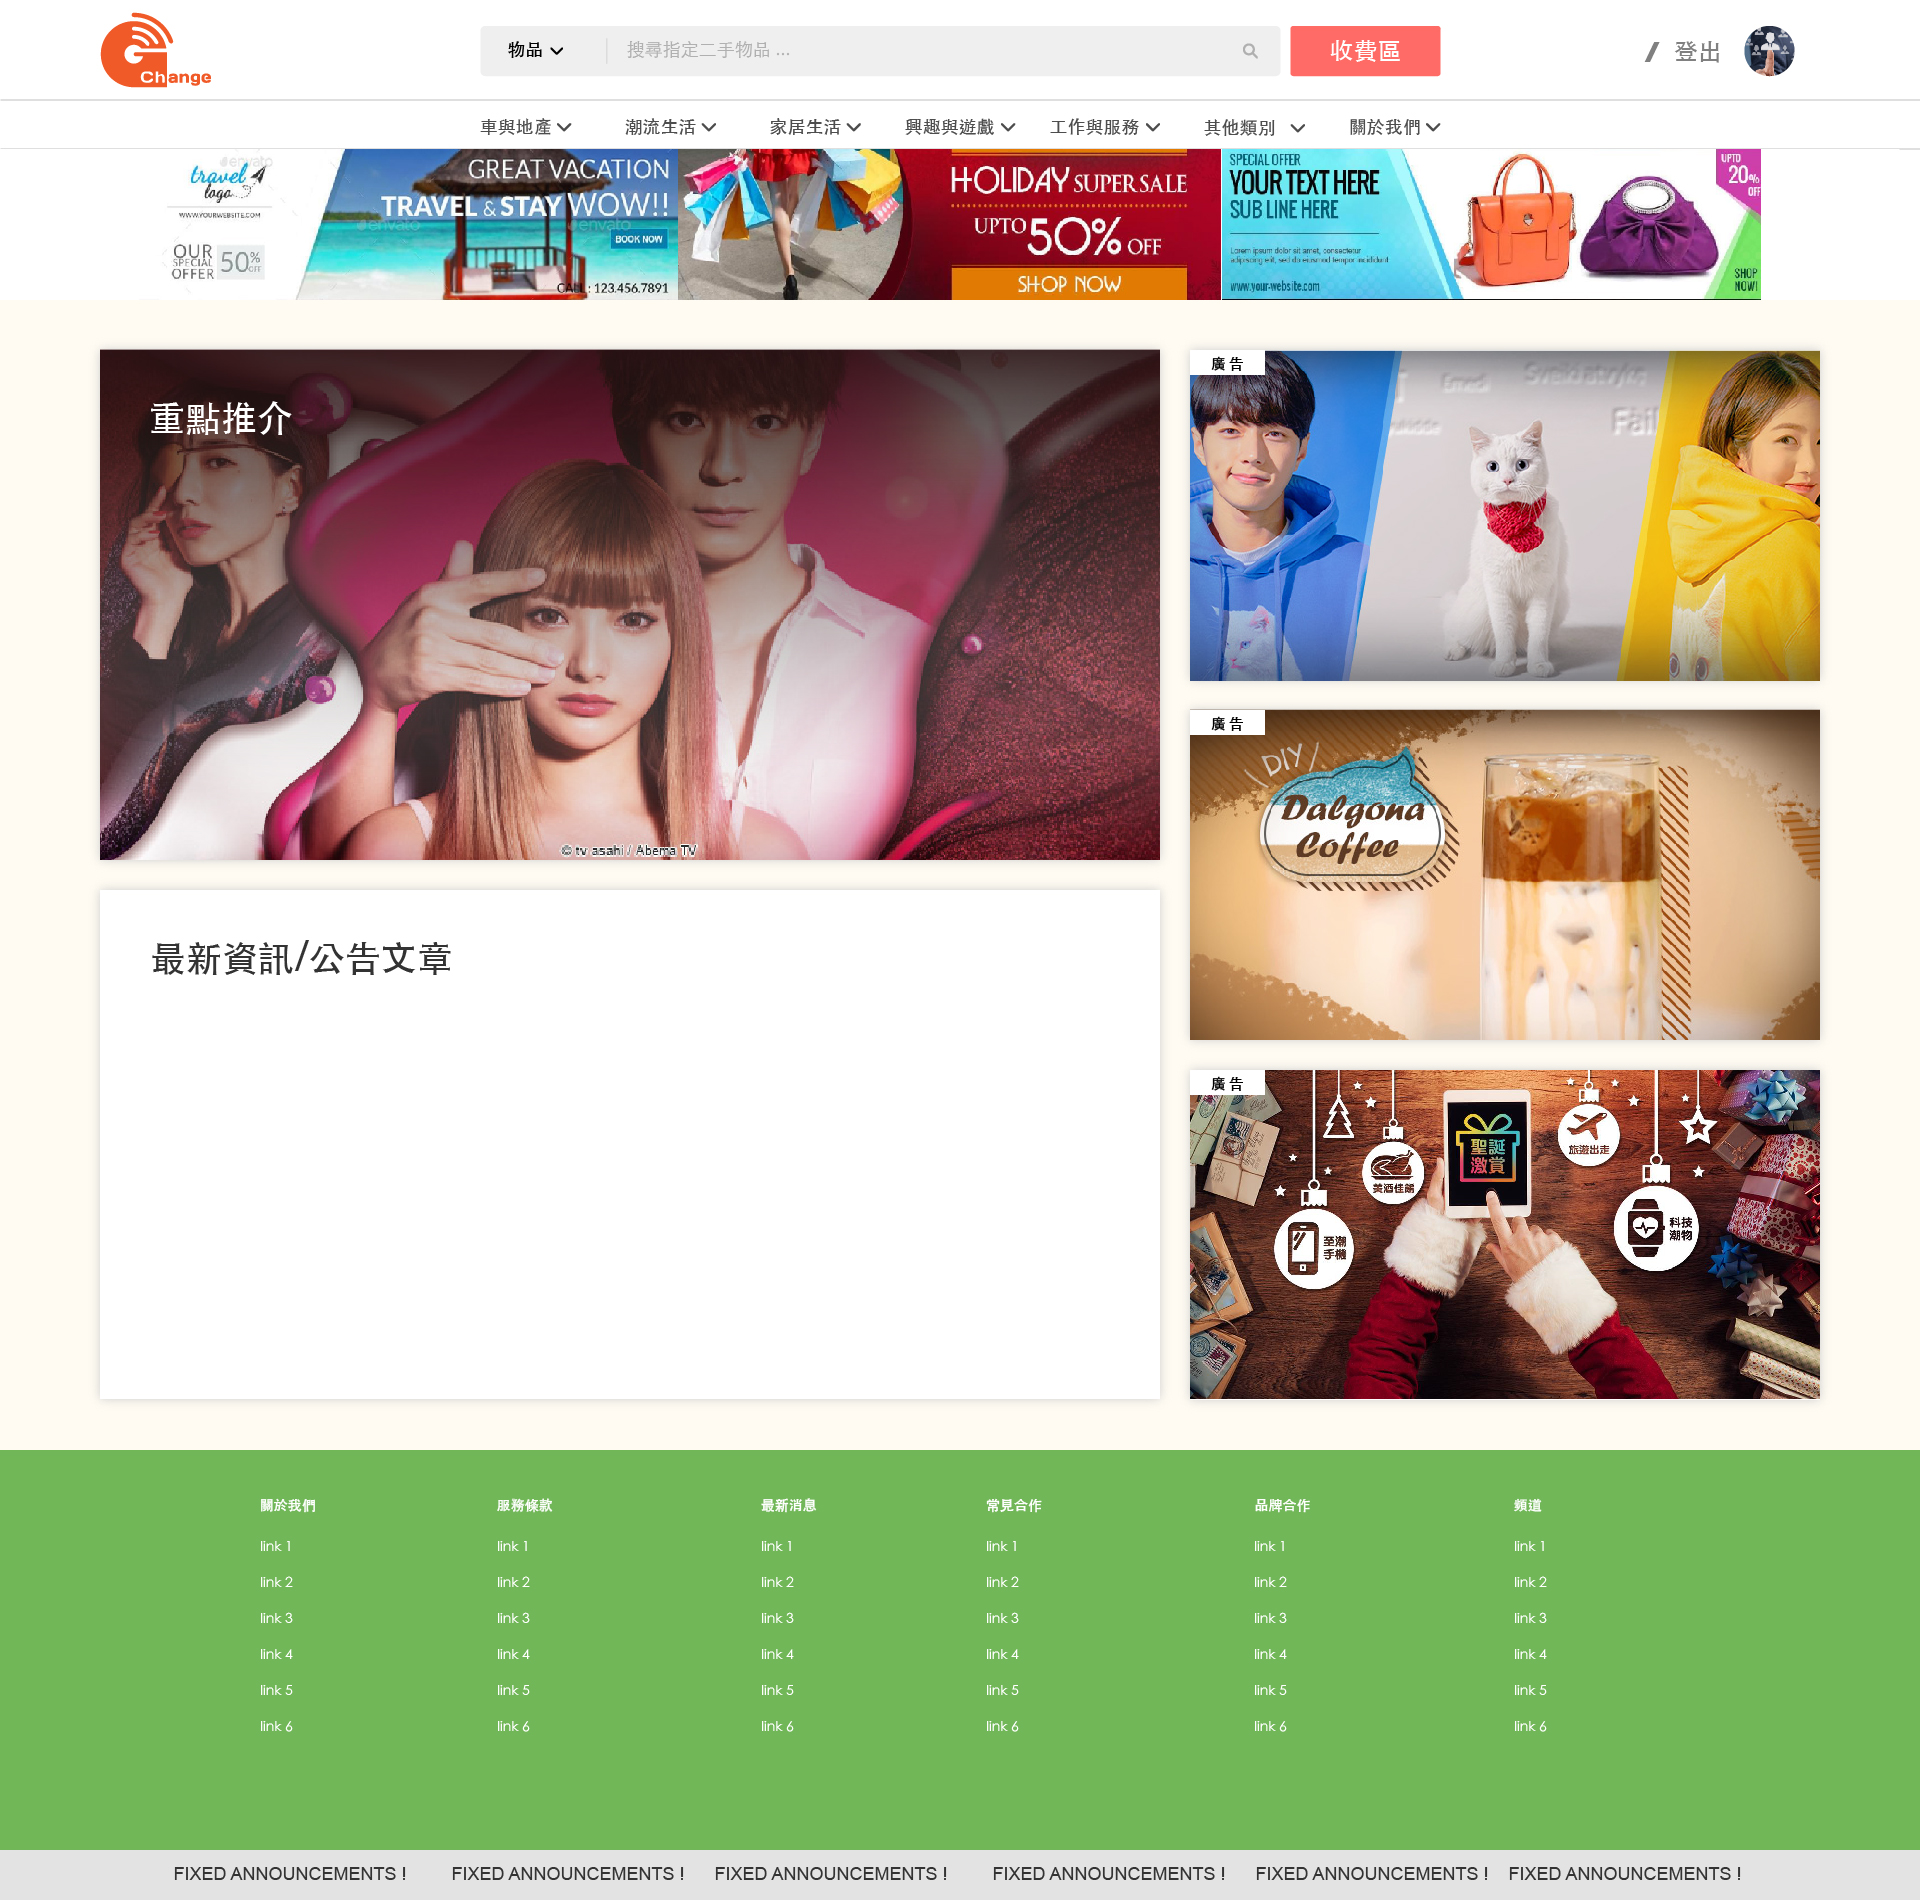 Change
物品
搜尋指定二手物品 ...
收費區
/ 登出
車與地產
潮流生活
家居生活
興趣與遊戲
工作與服務
其他類別
關於我們
travel
logo
WWW.YOURWEBSITE.COM
OUR
SPECIAL
OFFER
50%
OFF
envato
GREAT VACATION
TRAVEL & STAY WOW!!
envato
envato
BOOK NOW
CALL : 123.456.7891
HOLIDAY SUPER SALE
UPTO 50% OFF
SHOP NOW
SPECIAL OFFER
YOUR TEXT HERE
SUB LINE HERE
Lorem ipsum dolor sit amet, consectetur
adipiscing elit, sed do eiusmod tempor incididunt
www.your-website.com
UPTO
20%
OFF
SHOP
NOW!
重點推介
© tv asahi / Abema TV
廣告
Fail
廣告
DIY
Dalgona
Coffee
廣告
聖誕
激賞
旅遊出走
美酒佳餚
至潮
手機
科技
潮物
最新資訊/公告文章
關於我們
link 1
link 2
link 3
link 4
link 5
link 6
服務條款
link 1
link 2
link 3
link 4
link 5
link 6
最新消息
link 1
link 2
link 3
link 4
link 5
link 6
常見合作
link 1
link 2
link 3
link 4
link 5
link 6
品牌合作
link 1
link 2
link 3
link 4
link 5
link 6
頻道
link 1
link 2
link 3
link 4
link 5
link 6
FIXED ANNOUNCEMENTS !
FIXED ANNOUNCEMENTS !
FIXED ANNOUNCEMENTS !
FIXED ANNOUNCEMENTS !
FIXED ANNOUNCEMENTS !
FIXED ANNOUNCEMENTS !